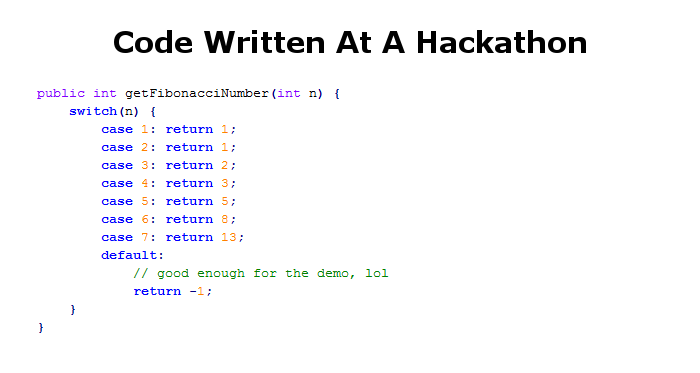 Code Written At A Hackathon
public int getFibonacciNumber(int n) {
    switch(n) {
        case 1: return 1;
        case 2: return 1;
        case 3: return 2;
        case 4: return 3;
        case 5: return 5;
        case 6: return 8;
        case 7: return 13;
        default:
            // good enough for the demo, lol
            return -1;
    }
}